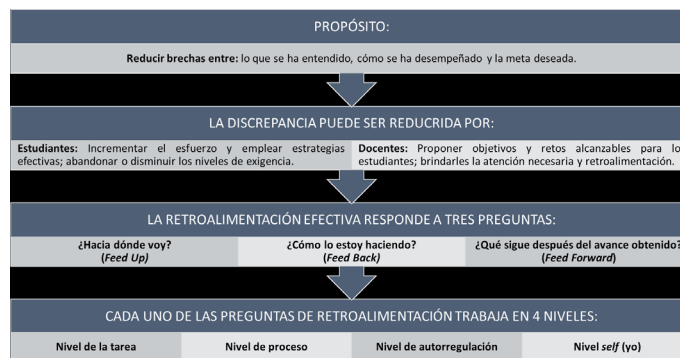 PROPÓSITO:
Reducir brechas entre: lo que se ha entendido, cómo se ha desempeñado y la meta deseada.
LA DISCREPANCIA PUEDE SER REDUCRIDA POR:
Estudiantes: Incrementar el esfuerzo y emplear estrategias
efectivas; abandonar o disminuir los niveles de exigencia.
Docentes: Proponer objetivos y retos alcanzables para lo
estudiantes; brindarles la atención necesaria y retroalimentación.
LA RETROALIMENTACIÓN EFECTIVA RESPONDE A TRES PREGUNTAS:
¿Hacia dónde voy?
(Feed Up)
¿Cómo lo estoy haciendo?
(Feed Back)
¿Qué sigue después del avance obtenido?
(Feed Forward)
CADA UNO DE LAS PREGUNTAS DE RETROALIMENTACIÓN TRABAJA EN 4 NIVELES:
Nivel de la tarea
Nivel de proceso
Nivel de autorregulación
Nivel self (yo)